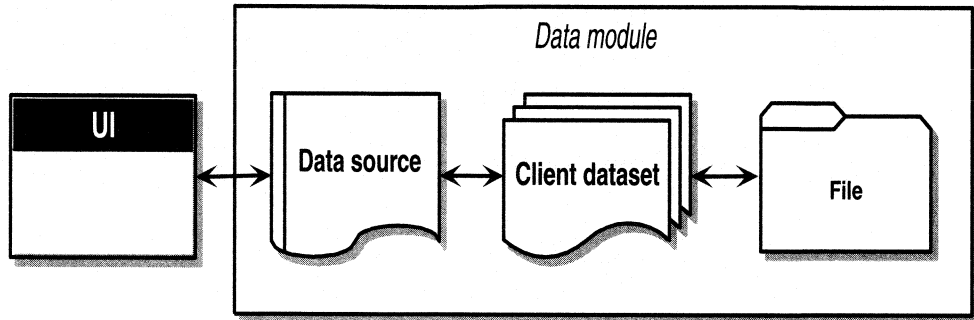 Data module
UI
Data source
Client dataset
File